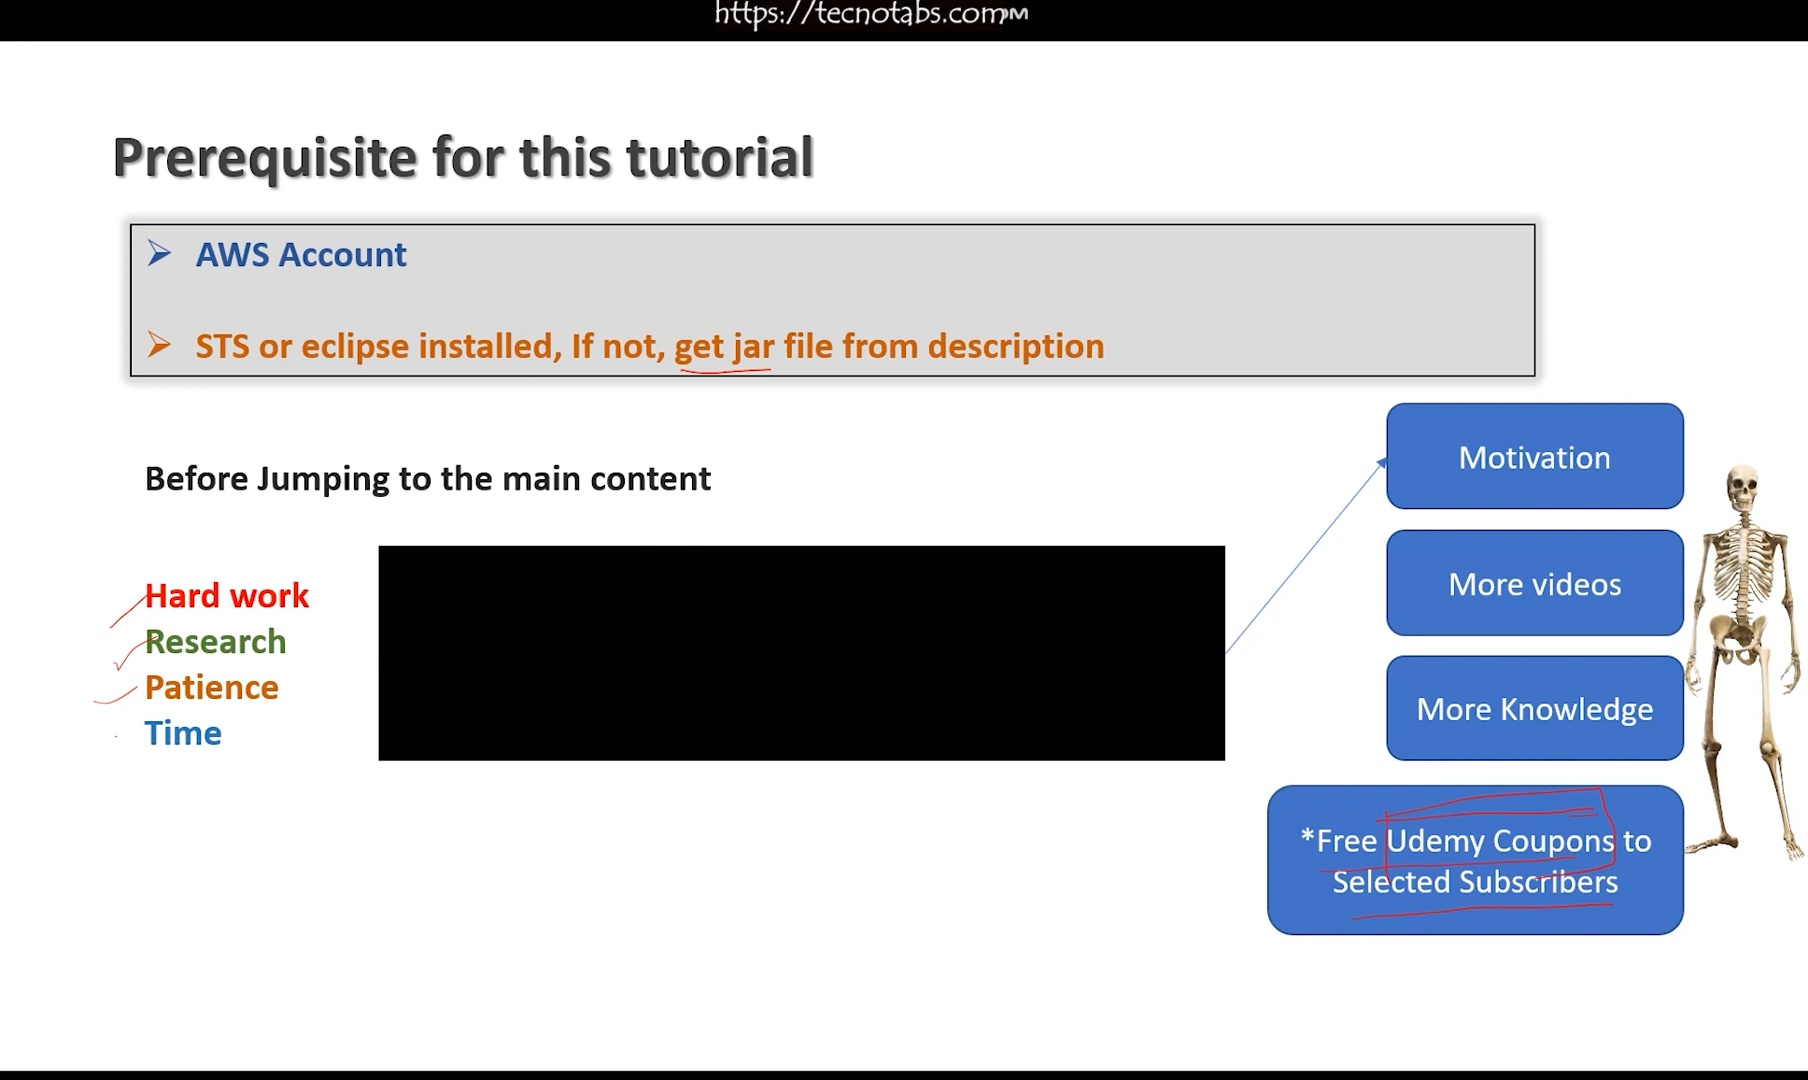 https://tecnotabs.com
Prerequisite for this tutorial
➢ AWS Account
➢ STS or eclipse installed, If not, get jar file from description
Before Jumping to the main content
Hard work
Research
Patience
Time
Motivation
More videos
More Knowledge
*Free Udemy Coupons to
Selected Subscribers